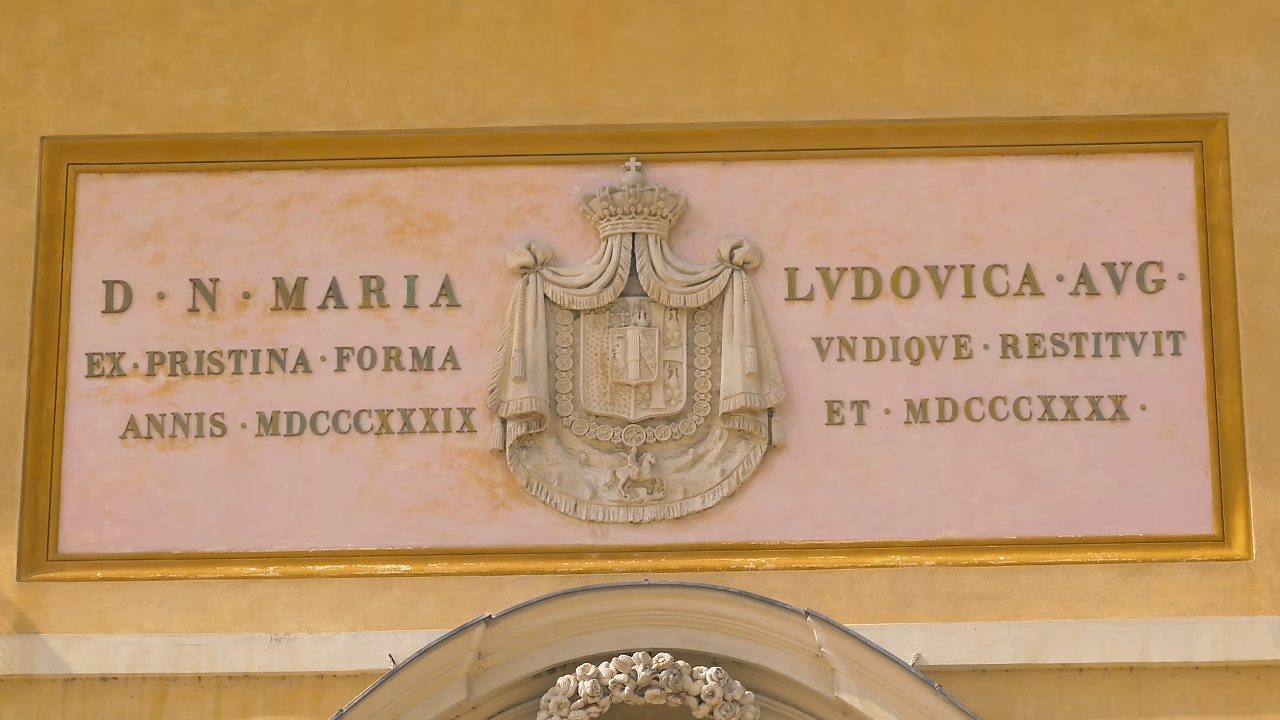 D · N · MARIA LVDOVICA · AVG ·
EX · PRISTINA · FORMA VNDIQVE · RESTITVIT
ANNIS · MDCCCXXXIX ET · MDCCCXXXX ·